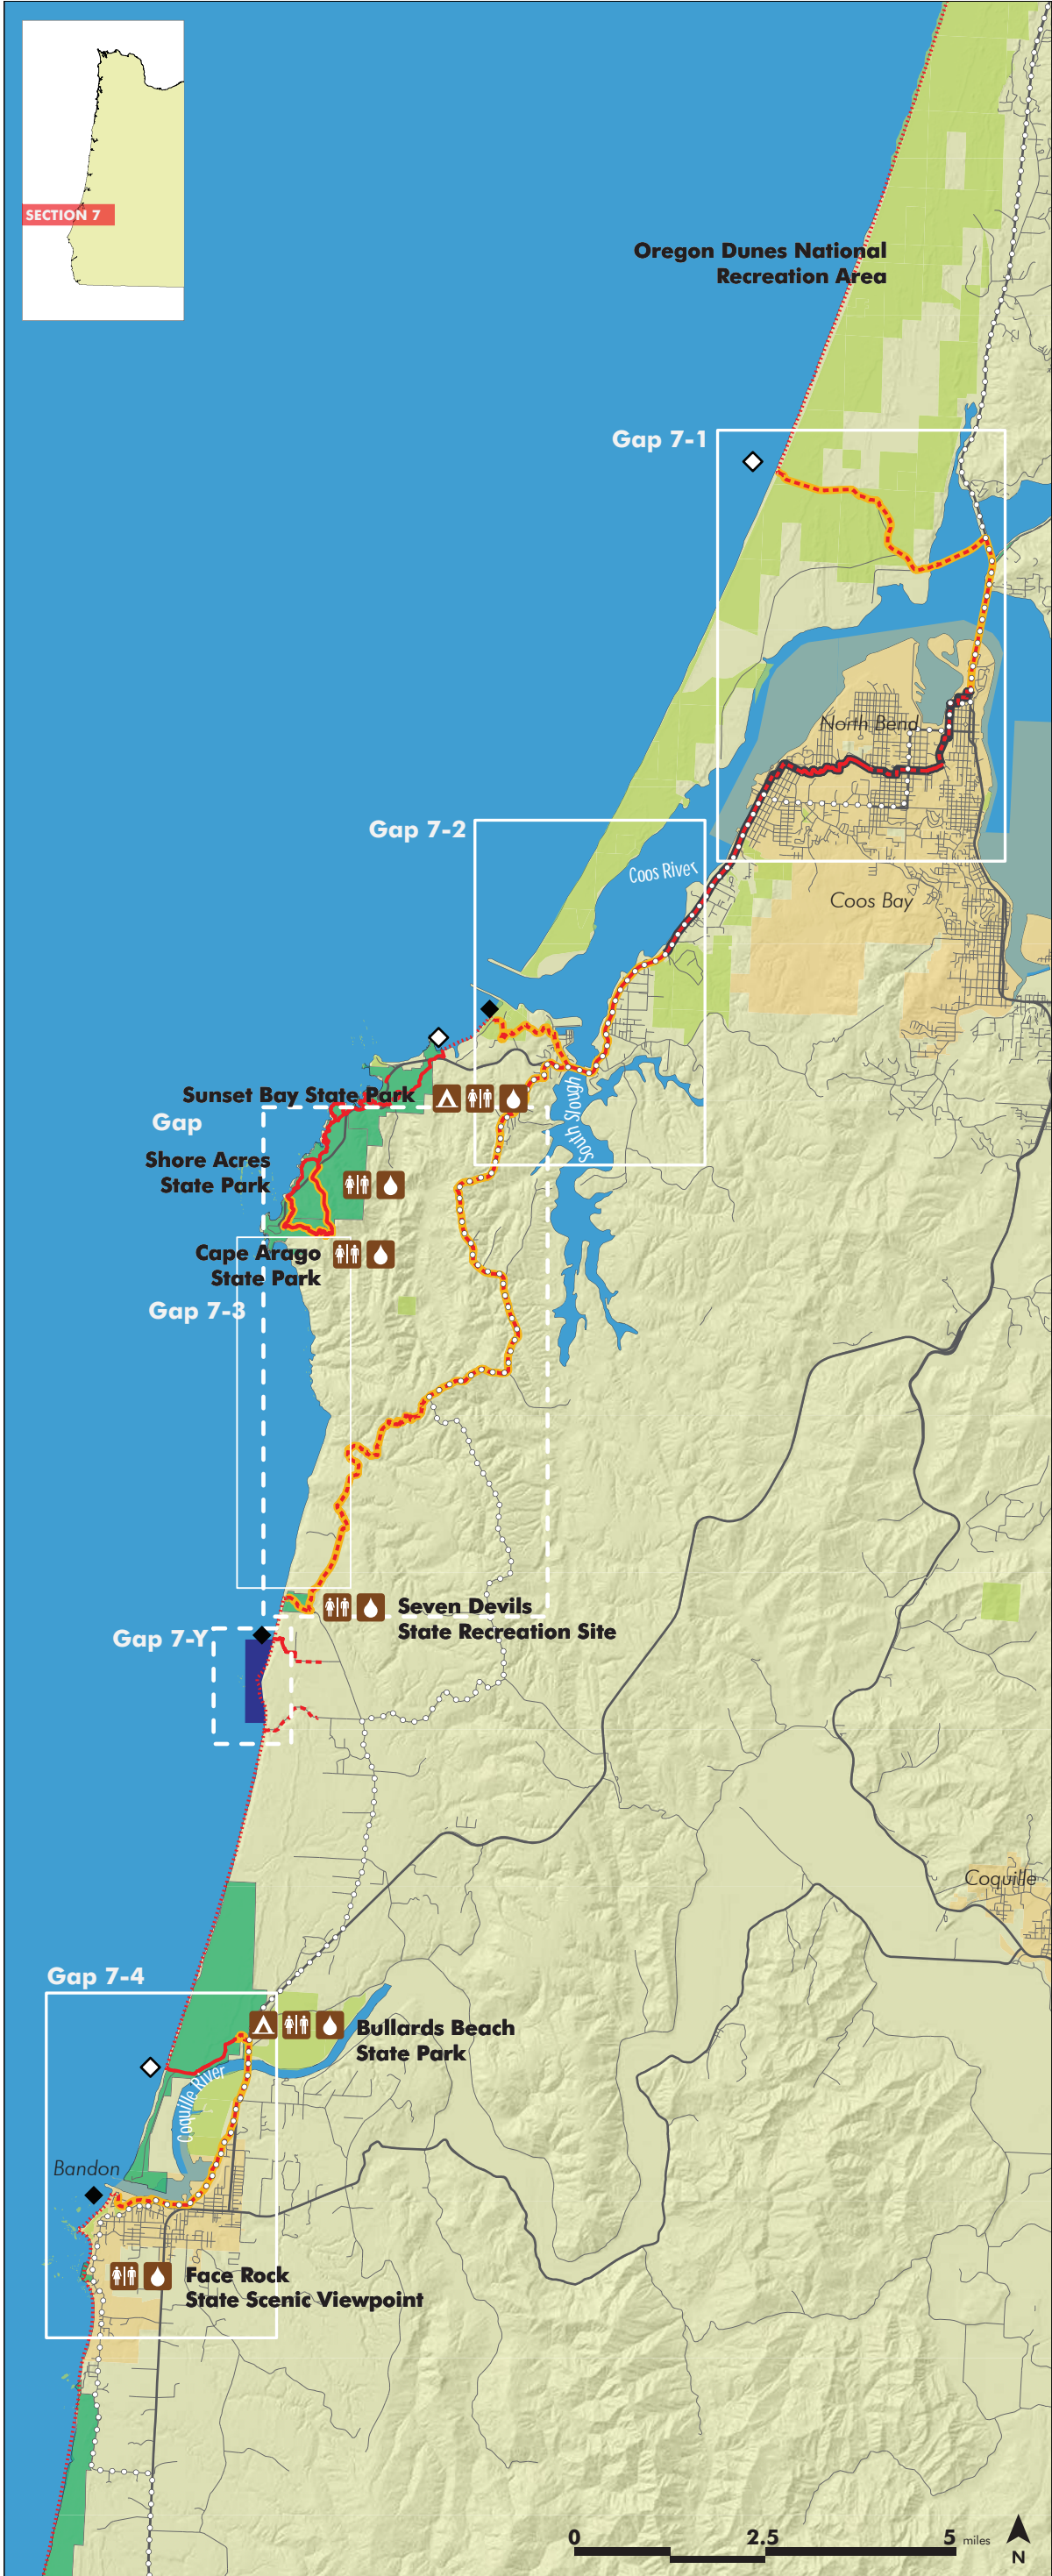 SECTION 7
Oregon Dunes National
Recreation Area
Gap 7-1
North Bend
Gap 7-2
Coos River
Coos Bay
Sunset Bay State Park
Gap
South Slough
Shore Acres
State Park
Cape Arago
State Park
Gap 7-3
Seven Devils
State Recreation Site
Gap 7-Y
Coquille
Gap 7-4
Bullards Beach
State Park
Coquille River
Bandon
Face Rock
State Scenic Viewpoint
0 2.5 5 miles
N